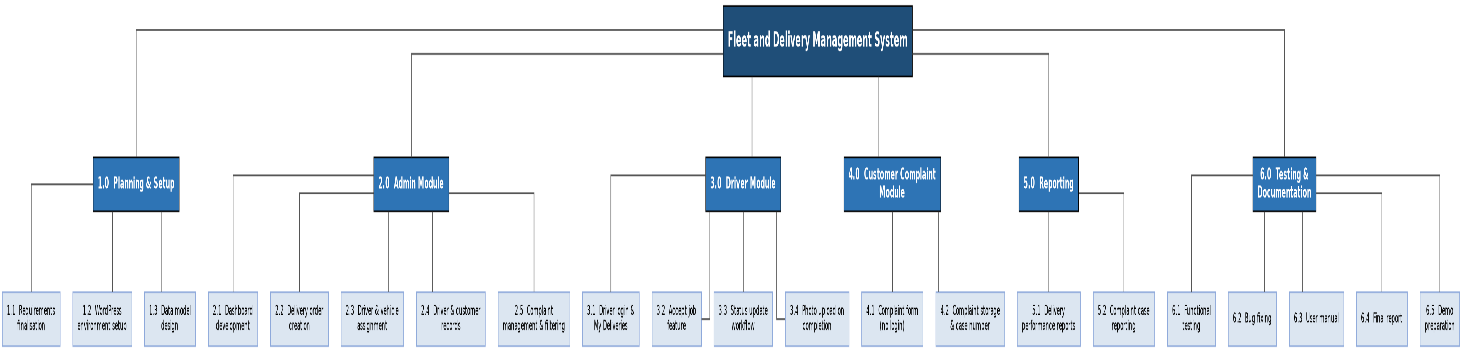 Fleet and Delivery Management System
1.0 Planning & Setup
2.0 Admin Module
3.0 Driver Module
4.0 Customer Complaint
Module
5.0 Reporting
6.0 Testing &
Documentation
1.1 Requirements
finalisation
1.2 WordPress
environment setup
1.3 Data model
design
2.1 Dashboard
development
2.2 Delivery order
creation
2.3 Driver & vehicle
assignment
2.4 Driver & customer
records
2.5 Complaint
management & filtering
3.1 Driver login &
My Deliveries
3.2 Accept job
feature
3.3 Status update
workflow
3.4 Photo upload on
completion
4.1 Complaint form
(no login)
4.2 Complaint storage
& case number
5.1 Delivery
performance reports
5.2 Complaint case
reporting
6.1 Functional
testing
6.2 Bug fixing
6.3 User manual
6.4 Final report
6.5 Demo
preparation